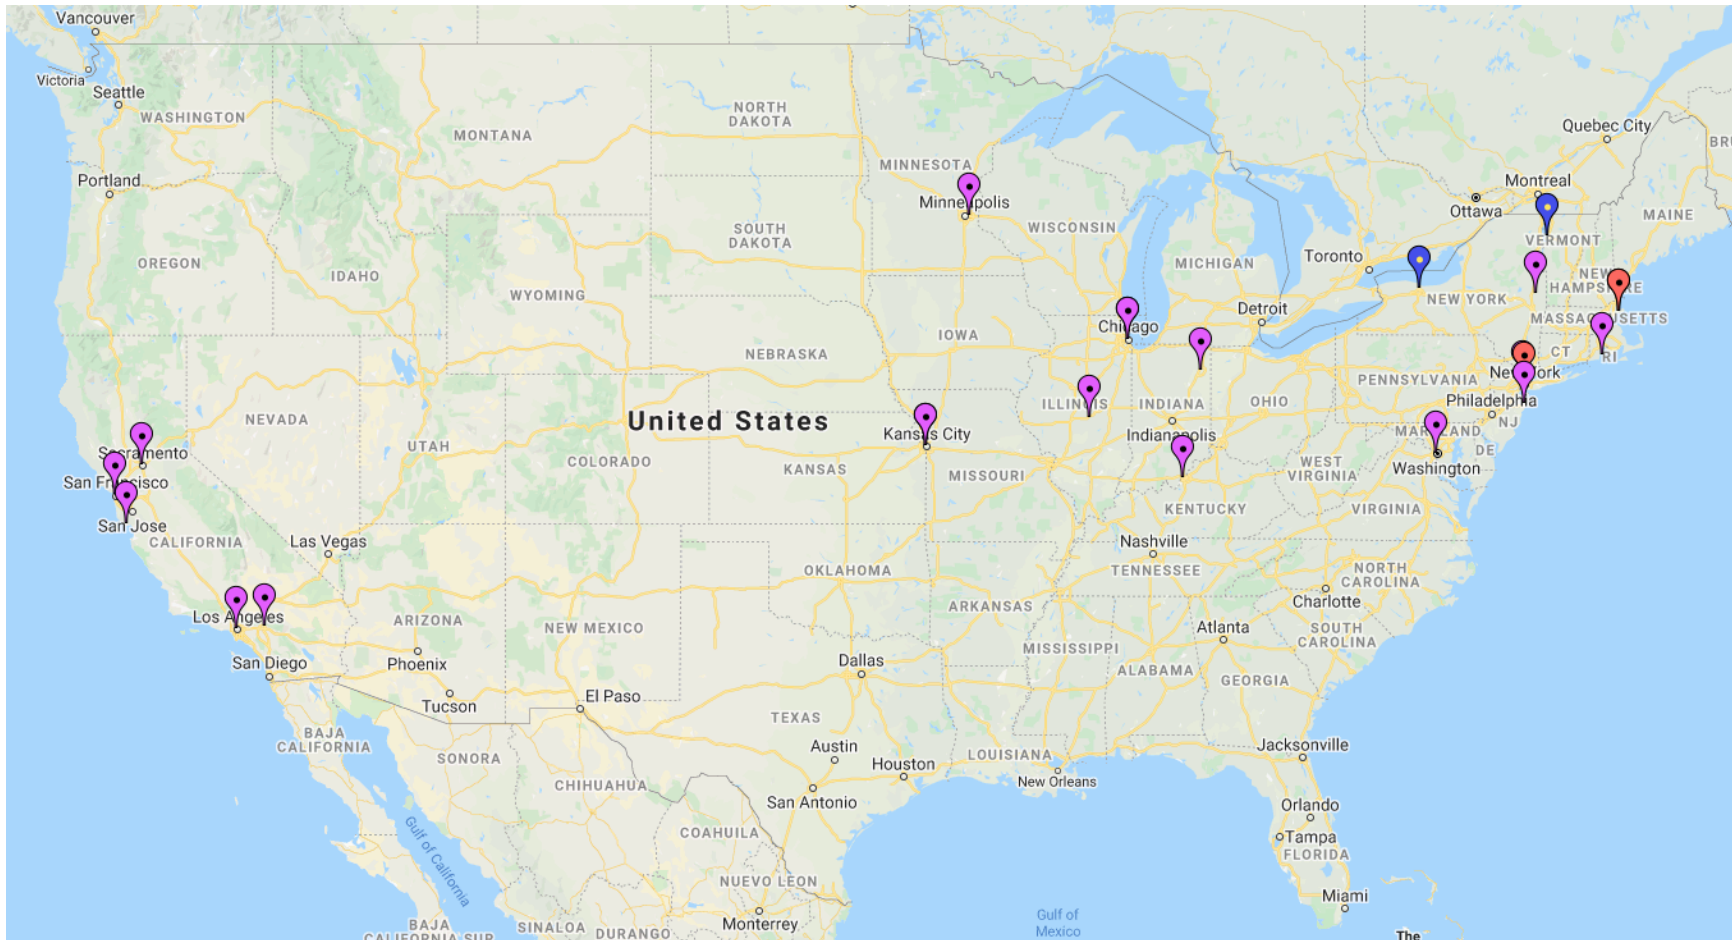 Vancouver
Victoria
Seattle
WASHINGTON
MONTANA
NORTH
DAKOTA
MINNESOTA
Minneapolis
Quebec City
Montreal
Ottawa
MAINE
Portland
OREGON
IDAHO
WYOMING
SOUTH
DAKOTA
WISCONSIN
MICHIGAN
Toronto
VERMONT
NEW
HAMPSHIRE
NEW YORK
MASSACHUSETTS
Detroit
Chicago
IOWA
NEBRASKA
CT
RI
New York
PENNSYLVANIA
Philadelphia
NJ
ILLINOIS
INDIANA
OHIO
Indianapolis
MARYLAND
DE
Washington
United States
NEVADA
UTAH
COLORADO
KANSAS
Kansas City
MISSOURI
WEST
VIRGINIA
VIRGINIA
KENTUCKY
Sacramento
San Francisco
San Jose
CALIFORNIA
Las Vegas
Nashville
TENNESSEE
NORTH
CAROLINA
Charlotte
SOUTH
CAROLINA
OKLAHOMA
ARKANSAS
Los Angeles
San Diego
ARIZONA
Phoenix
Tucson
NEW MEXICO
El Paso
Dallas
MISSISSIPPI
ALABAMA
Atlanta
GEORGIA
TEXAS
Austin
Houston
San Antonio
LOUISIANA
New Orleans
Jacksonville
Orlando
Tampa
FLORIDA
Miami
BAJA
CALIFORNIA
SONORA
CHIHUAHUA
COAHUILA
Gulf of California
NUEVO LEON
Monterrey
SINALOA
DURANGO
BAJA
CALIFORNIA SUR
Gulf of
Mexico
The